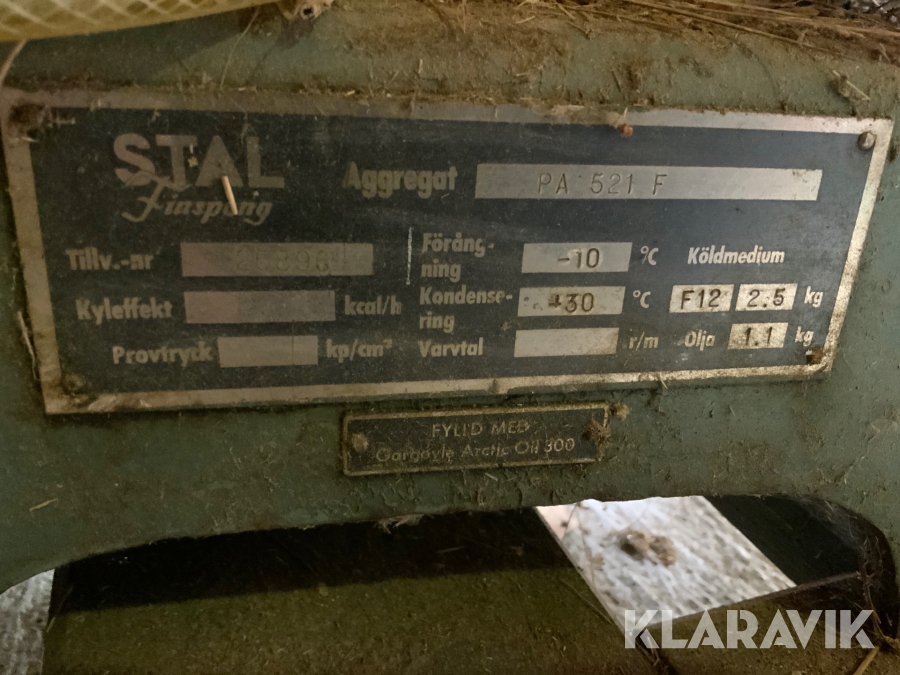 STAL
Finspong
Aggregat PA 521 F
Tillv.-nr
Förång-
ning -10 °C
Köldmedium
Kyleffekt kcal/h
Kondense-
ring +30 °C
F12 2.5 kg
Provtryck kp/cm²
Varvtal r/m
Olja 1.1 kg
FYLLD MED
Gargoyle Arctic Oil 300
KLARAVIK